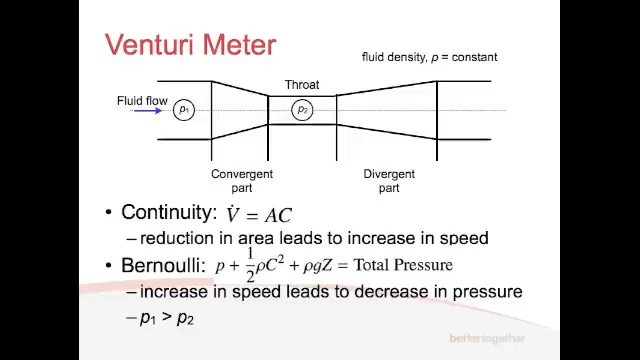 Venturi Meter
fluid density, ρ = constant
Throat
Fluid flow
p₁
p₂
Convergent part
Divergent part
• Continuity: V̇ = AC
–reduction in area leads to increase in speed
• Bernoulli: p + 1/2 ρC² + ρgZ = Total Pressure
–increase in speed leads to decrease in pressure
–p₁ > p₂
bettertogether